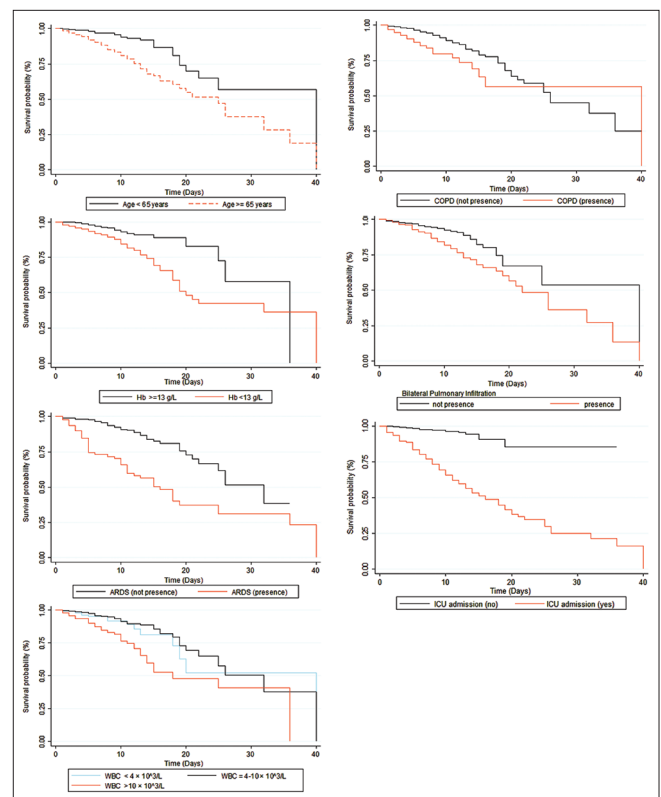 Survival probability (%)
1.00
0.75
0.50
0.25
0.00
0 10 20 30 40
Time (Days)
Age < 65 years Age >= 65 years
Survival probability (%)
1.00
0.75
0.50
0.25
0.00
0 10 20 30 40
Time (Days)
COPD (not presence) COPD (presence)
Survival probability (%)
1.00
0.75
0.50
0.25
0.00
0 10 20 30 40
Time (Days)
Hb >=13 g/L Hb <13 g/L
Survival probability (%)
1.00
0.75
0.50
0.25
0.00
0 10 20 30 40
Time (Days)
Bilateral Pulmonary Infiltration
not presence presence
Survival probability (%)
1.00
0.75
0.50
0.25
0.00
0 10 20 30 40
Time (Days)
ARDS (not presence) ARDS (presence)
Survival probability (%)
1.00
0.75
0.50
0.25
0.00
0 10 20 30 40
Time (Days)
ICU admission (no) ICU admission (yes)
Survival probability (%)
1.00
0.75
0.50
0.25
0.00
0 10 20 30 40
Time (Days)
WBC < 4 × 10^3/L WBC = 4-10 × 10^3/L
WBC >10 × 10^3/L